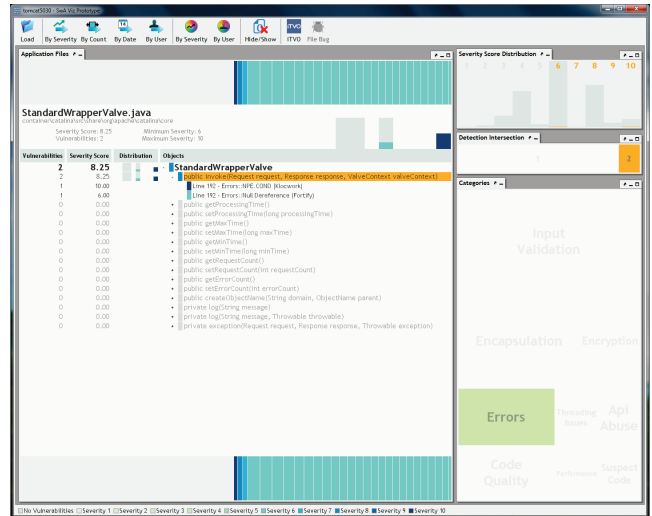 tomcat5030 - SwA Viz Prototype
Load By Severity By Count By Date By User By Severity By User Hide/Show ITVO File Bug
Application Files
StandardWrapperValve.java
container\catalina\src\share\org\apache\catalina\core
Severity Score: 8.25 Minimum Severity: 6
Vulnerabilities: 2 Maximum Severity: 10
Vulnerabilities Severity Score Distribution Objects
2 8.25 - StandardWrapperValve
2 8.25 - public invoke(Request request, Response response, ValveContext valveContext)
1 10.00 Line 192 - Errors::NPE.COND (Klocwork)
1 6.00 Line 192 - Errors::Null Dereference (Fortify)
0 0.00 + public getProcessingTime()
0 0.00 + public setProcessingTime(long processingTime)
0 0.00 + public getMaxTime()
0 0.00 + public setMaxTime(long maxTime)
0 0.00 + public getMinTime()
0 0.00 + public setMinTime(long minTime)
0 0.00 + public getRequestCount()
0 0.00 + public setRequestCount(int requestCount)
0 0.00 + public getErrorCount()
0 0.00 + public setErrorCount(int errorCount)
0 0.00 + public createObjectName(String domain, ObjectName parent)
0 0.00 + private log(String message)
0 0.00 + private log(String message, Throwable throwable)
0 0.00 + private exception(Request request, Response response, Throwable exception)
Severity Score Distribution
1 2 3 4 5 6 7 8 9 10
Detection Intersection
1 2
Categories
Input
Validation
Encapsulation Encryption
Errors
Threading
Issues
Api
Abuse
Code
Quality
Performance
Suspect
Code
No Vulnerabilities Severity 1 Severity 2 Severity 3 Severity 4 Severity 5 Severity 6 Severity 7 Severity 8 Severity 9 Severity 10